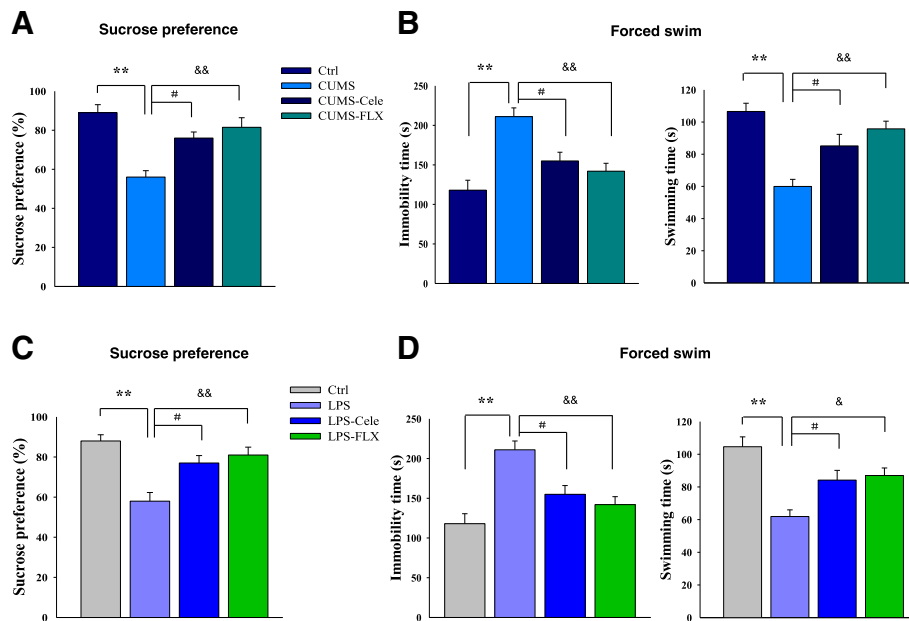 A
Sucrose preference
**
&&
#
Sucrose preference (%)
100
80
60
40
20
0
Ctrl
CUMS
CUMS-Cele
CUMS-FLX
B
Forced swim
**
&&
#
Immobility time (s)
250
200
150
100
50
0
**
&&
#
Swimming time (s)
120
100
80
60
40
20
0
C
Sucrose preference
**
&&
#
Sucrose preference (%)
100
80
60
40
20
0
Ctrl
LPS
LPS-Cele
LPS-FLX
D
Forced swim
**
&&
#
Immobility time (s)
250
200
150
100
50
0
**
&
#
Swimming time (s)
120
100
80
60
40
20
0